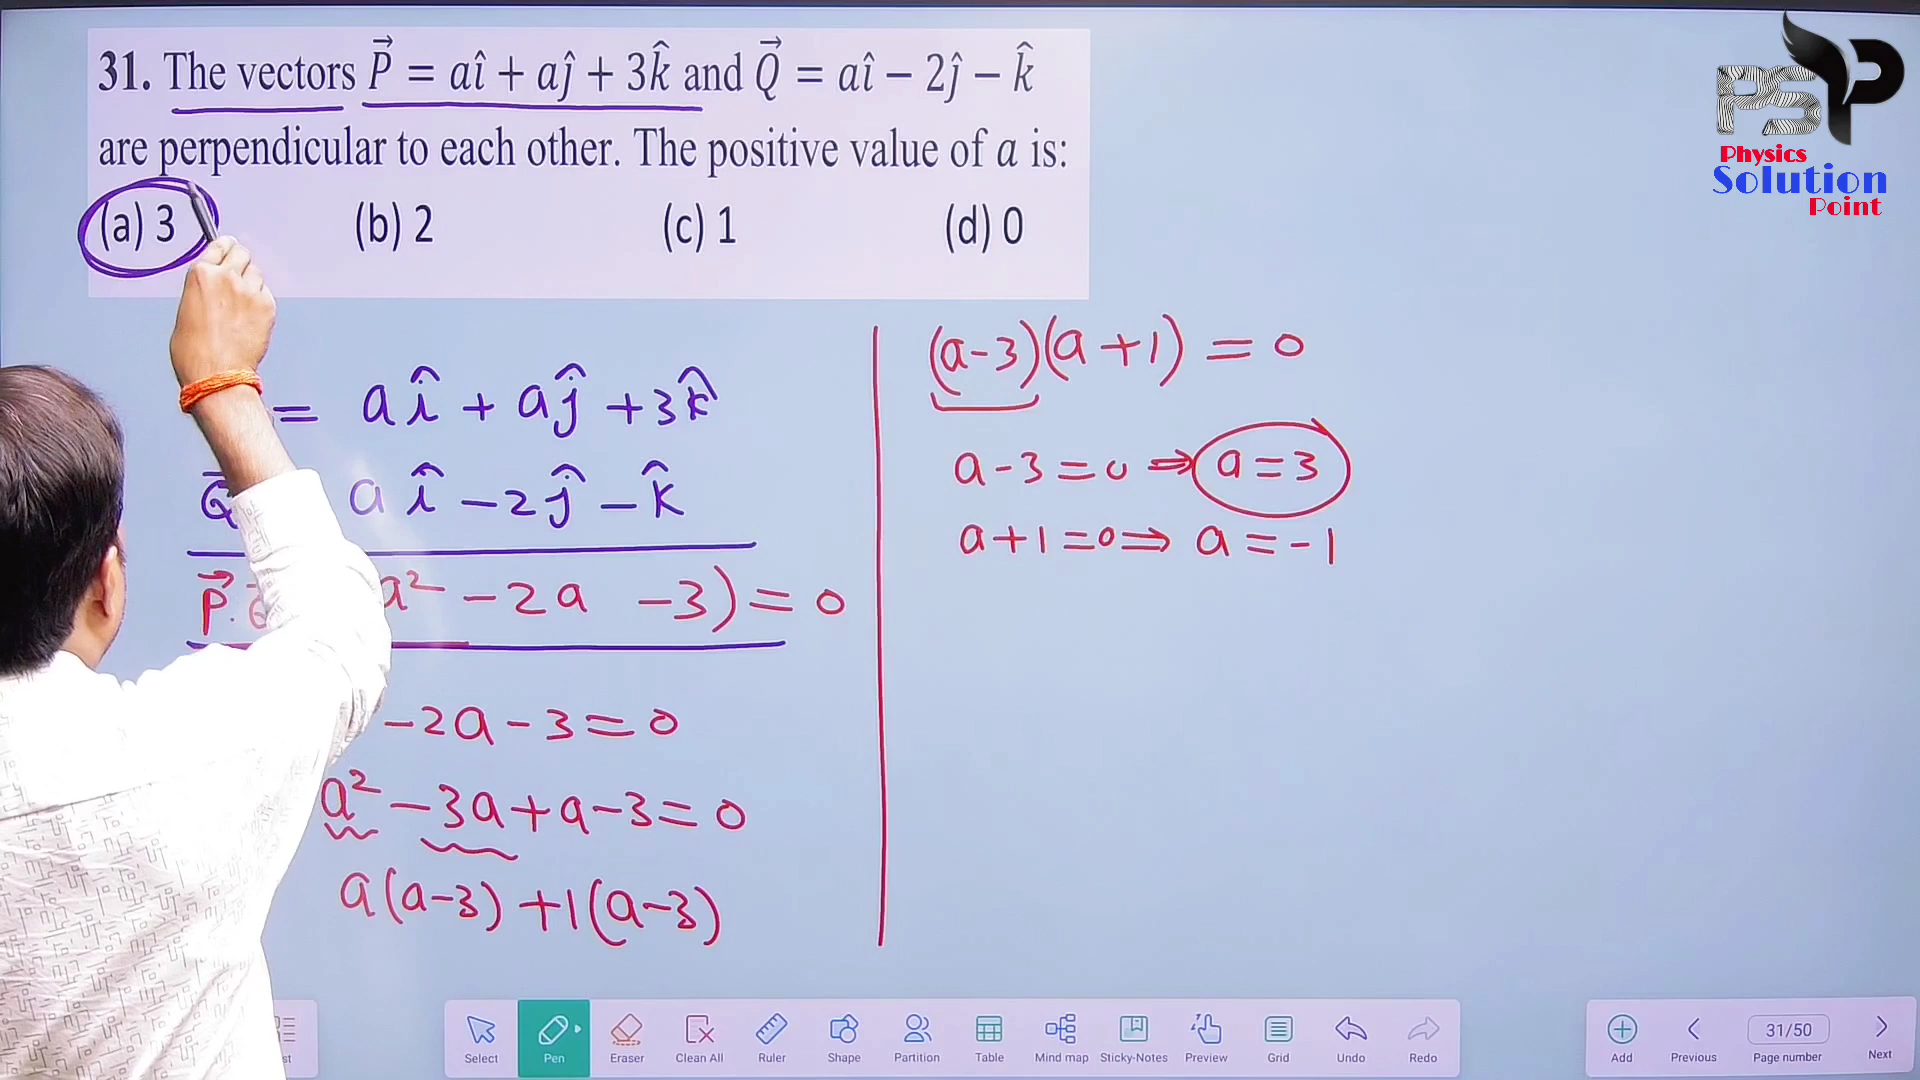 31. The vectors P⃗ = aî + aĵ + 3k̂ and Q⃗ = aî − 2ĵ − k̂
are perpendicular to each other. The positive value of a is:
(a) 3 (b) 2 (c) 1 (d) 0
PSP
Physics
Solution
Point
= aî + aĵ + 3k̂
Q⃗ aî − 2ĵ − k̂
P⃗. a² − 2a − 3) = 0
− 2a − 3 = 0
a² − 3a + a − 3 = 0
a(a − 3) + 1(a − 3)
(a − 3)(a + 1) = 0
a − 3 = 0 ⇒ a = 3
a + 1 = 0 ⇒ a = −1
Select Pen Eraser Clean All Ruler Shape Partition Table Mind map Sticky-Notes Preview Grid Undo Redo
Add Previous 31/50 Page number Next